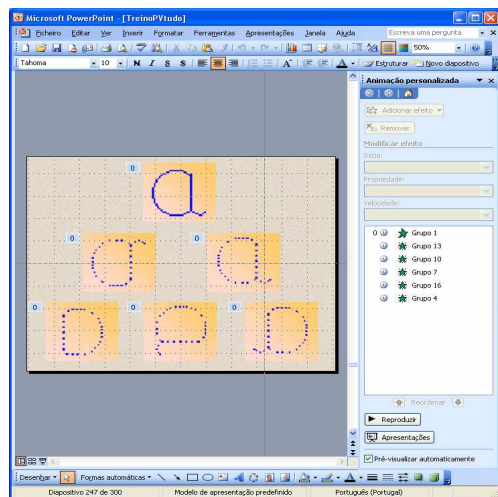 Microsoft PowerPoint - [TreinoPVtudo]
Ficheiro Editar Ver Inserir Formatar Ferramentas Apresentações Janela Ajuda Escreva uma pergunta
50%
Tahoma 10 N I S S Estruturar Novo diapositivo
Animação personalizada
Adicionar efeito
Remover
Modificar efeito
Início:
Propriedade:
Velocidade:
0 Grupo 1
Grupo 13
Grupo 10
Grupo 7
Grupo 16
Grupo 4
0 a
0 0
0 0 0
Reordenar
Reproduzir
Apresentações
Pré-visualizar automaticamente
Desenhar Formas automáticas
Diapositivo 247 de 300 Modelo de apresentação predefinido Português (Portugal)